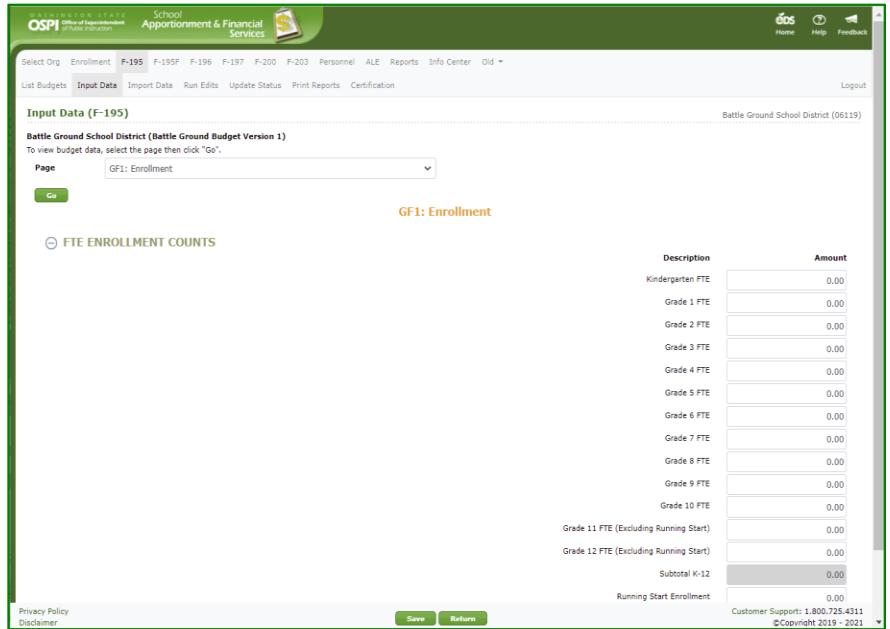 WASHINGTON STATE
OSPI Office of Superintendent of Public Instruction
School
Apportionment & Financial
Services
eds
Home Help Feedback
Select Org Enrollment F-195 F-195F F-196 F-197 F-200 F-203 Personnel ALE Reports Info Center Old
List Budgets Input Data Import Data Run Edits Update Status Print Reports Certification Logout
Input Data (F-195) Battle Ground School District (06119)
Battle Ground School District (Battle Ground Budget Version 1)
To view budget data, select the page then click "Go".
Page GF1: Enrollment
Go
GF1: Enrollment
FTE ENROLLMENT COUNTS
Description Amount
Kindergarten FTE 0.00
Grade 1 FTE 0.00
Grade 2 FTE 0.00
Grade 3 FTE 0.00
Grade 4 FTE 0.00
Grade 5 FTE 0.00
Grade 6 FTE 0.00
Grade 7 FTE 0.00
Grade 8 FTE 0.00
Grade 9 FTE 0.00
Grade 10 FTE 0.00
Grade 11 FTE (Excluding Running Start) 0.00
Grade 12 FTE (Excluding Running Start) 0.00
Subtotal K-12 0.00
Running Start Enrollment 0.00
Privacy Policy Customer Support: 1.800.725.4311
Disclaimer Save Return ©Copyright 2019 - 2021